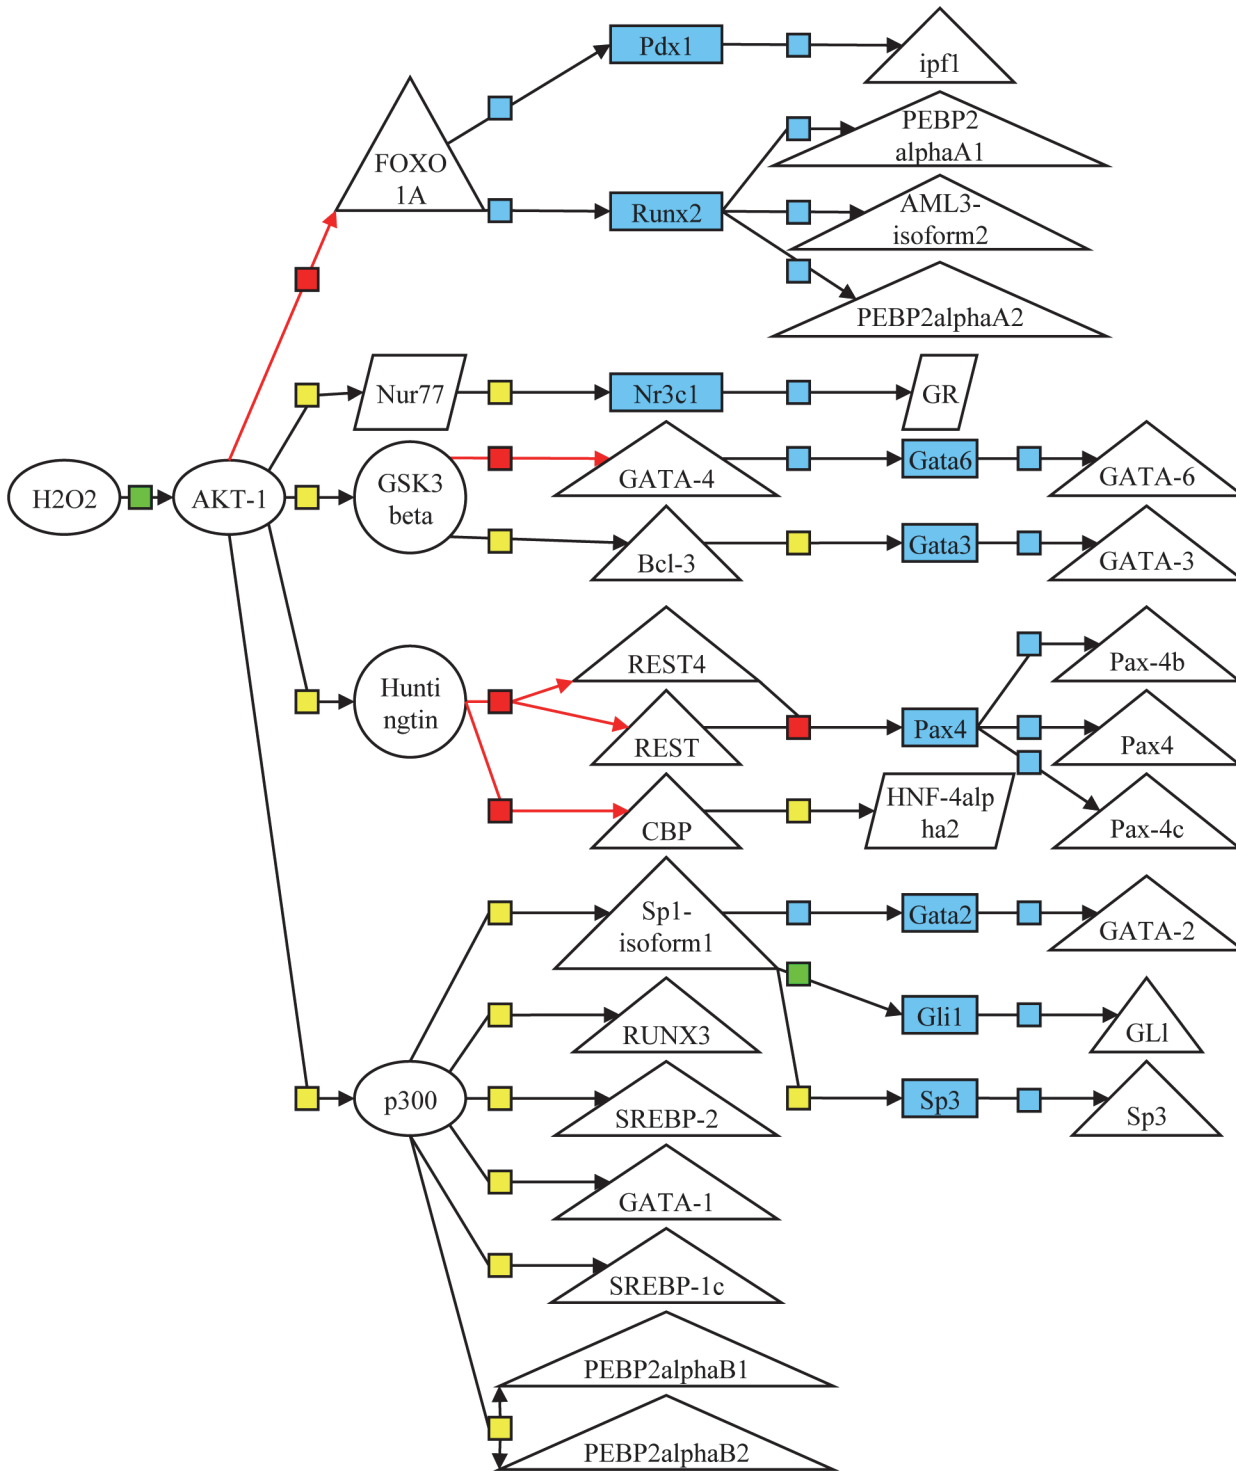 Pdx1
ipf1
FOXO
1A
PEBP2
alphaA1
Runx2
AML3-
isoform2
PEBP2alphaA2
Nur77
Nr3c1
GR
H2O2
AKT-1
GSK3
beta
GATA-4
Gata6
GATA-6
Bcl-3
Gata3
GATA-3
Hunti
ngtin
REST4
REST
Pax4
Pax-4b
Pax4
Pax-4c
CBP
HNF-4alp
ha2
Sp1-
isoform1
Gata2
GATA-2
RUNX3
Gli1
GLI
p300
SREBP-2
Sp3
Sp3
GATA-1
SREBP-1c
PEBP2alphaB1
PEBP2alphaB2